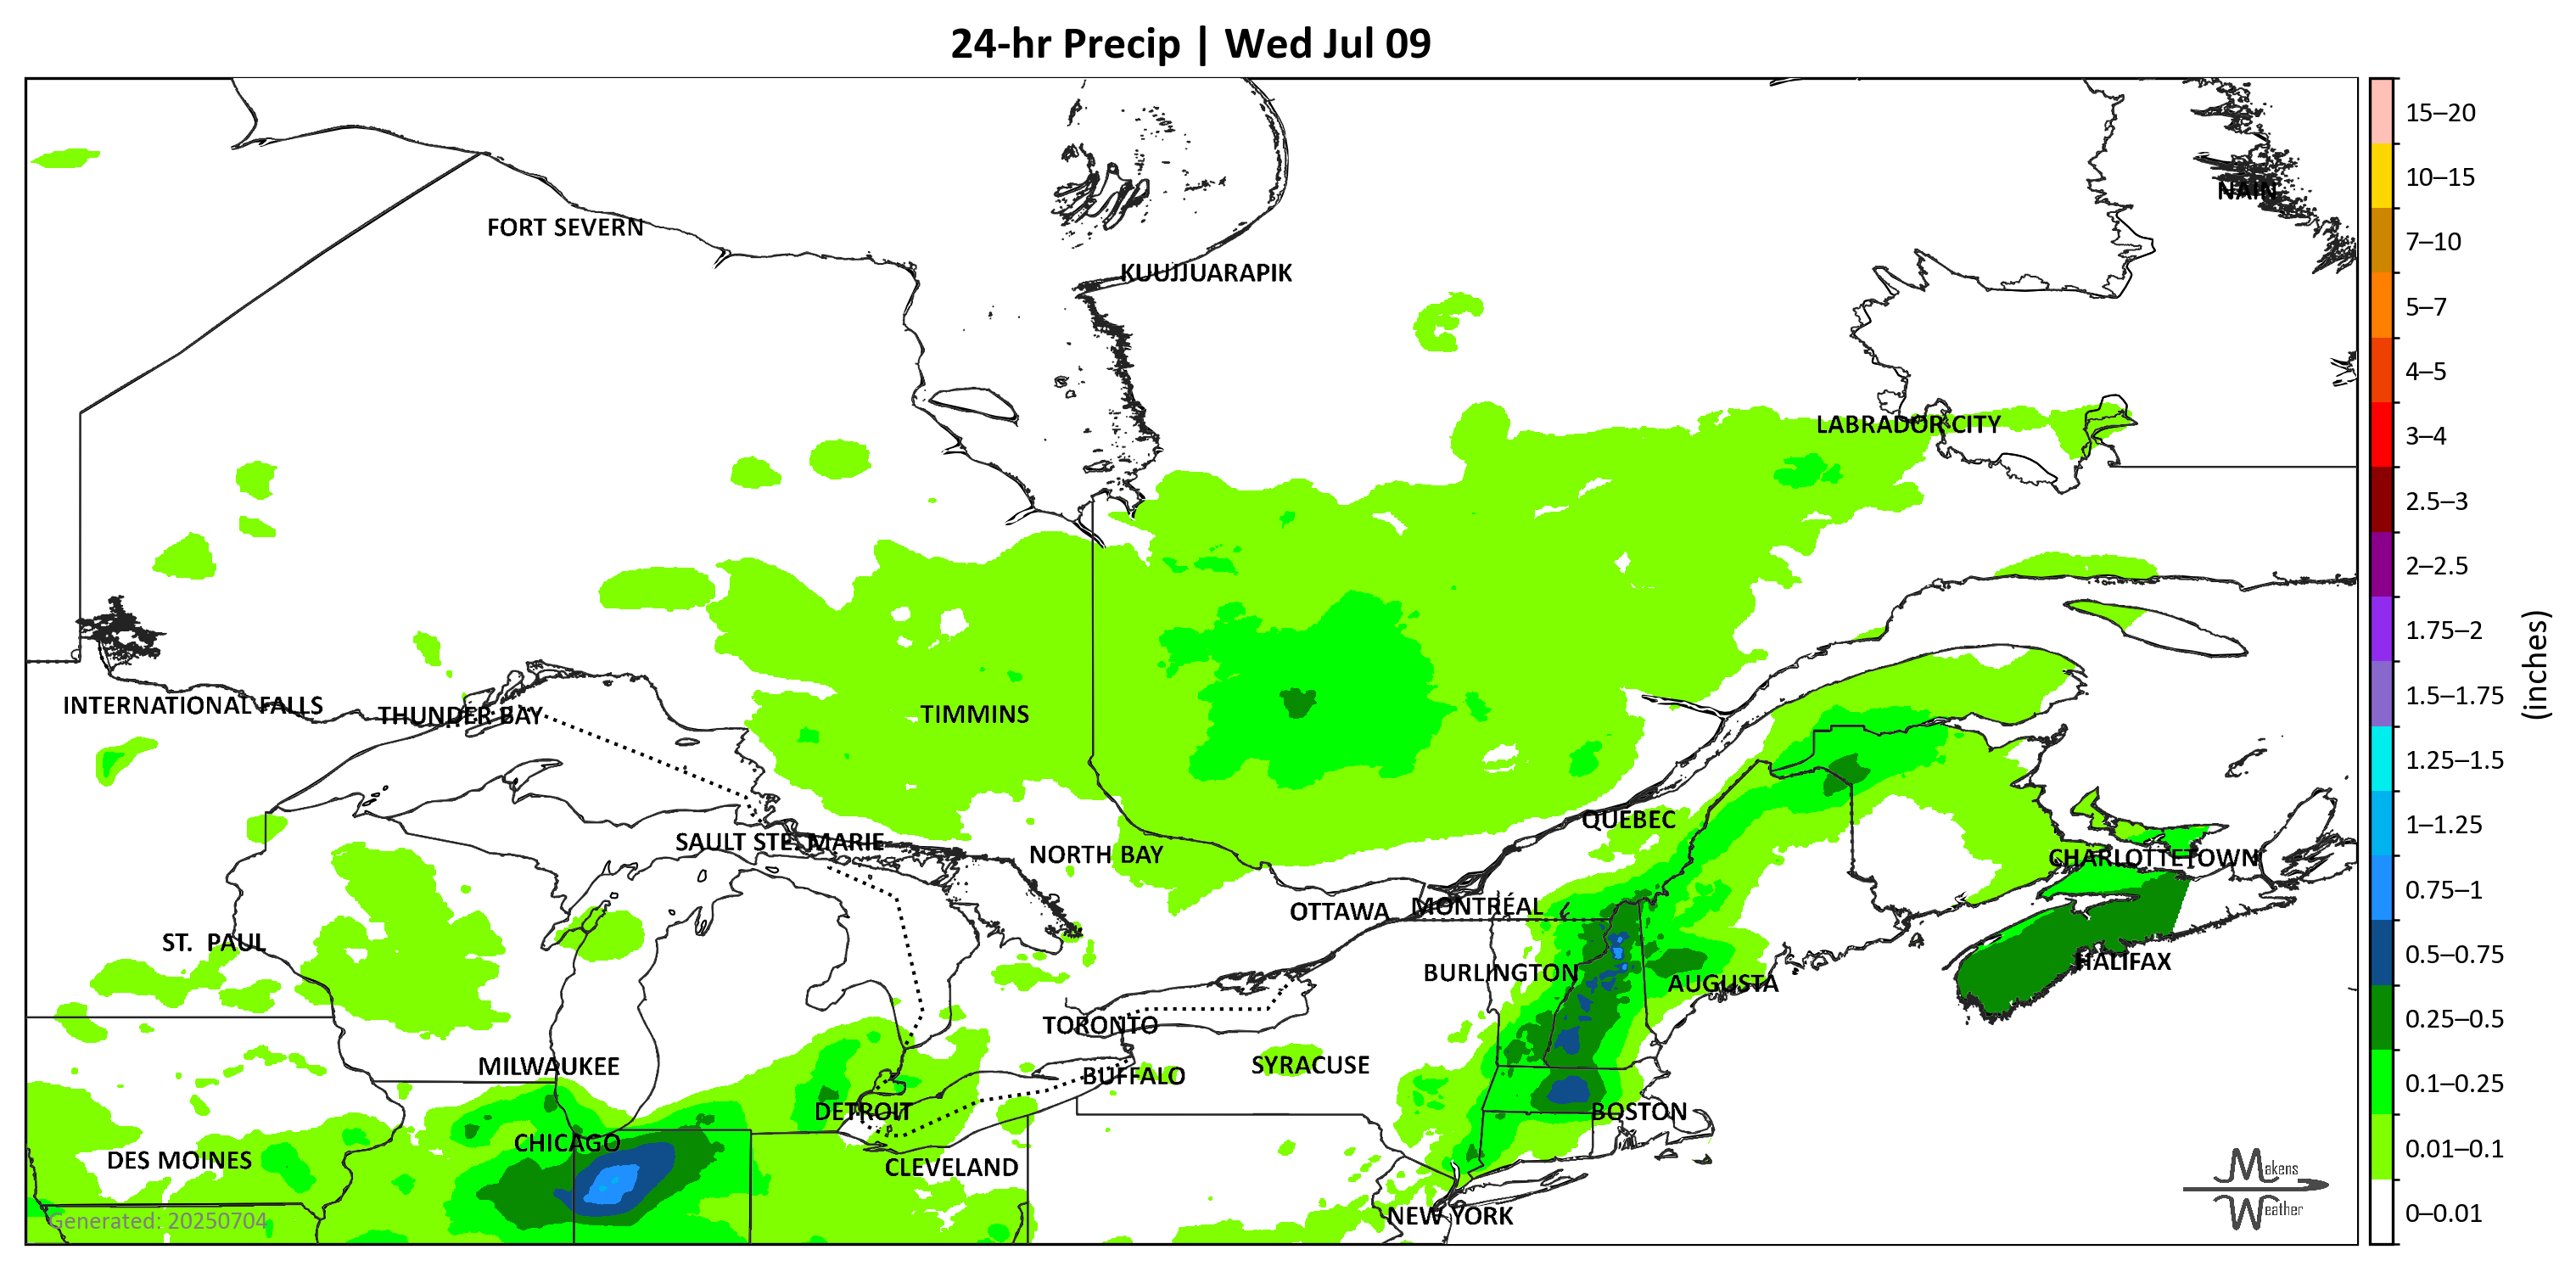 24-hr Precip | Wed Jul 09
15–20
10–15
7–10
5–7
4–5
3–4
2.5–3
2–2.5
1.75–2
1.5–1.75
1.25–1.5
1–1.25
0.75–1
0.5–0.75
0.25–0.5
0.1–0.25
0.01–0.1
0–0.01
(inches)
NAIN
FORT SEVERN
KUUJJUARAPIK
LABRADOR CITY
INTERNATIONAL FALLS
THUNDER BAY
TIMMINS
QUEBEC
SAULT STE. MARIE
NORTH BAY
CHARLOTTETOWN
OTTAWA
MONTRÉAL
ST. PAUL
HALIFAX
BURLINGTON
AUGUSTA
TORONTO
MILWAUKEE
SYRACUSE
BUFFALO
DETROIT
BOSTON
CHICAGO
DES MOINES
CLEVELAND
NEW YORK
Generated: 20250704
Makens
Weather